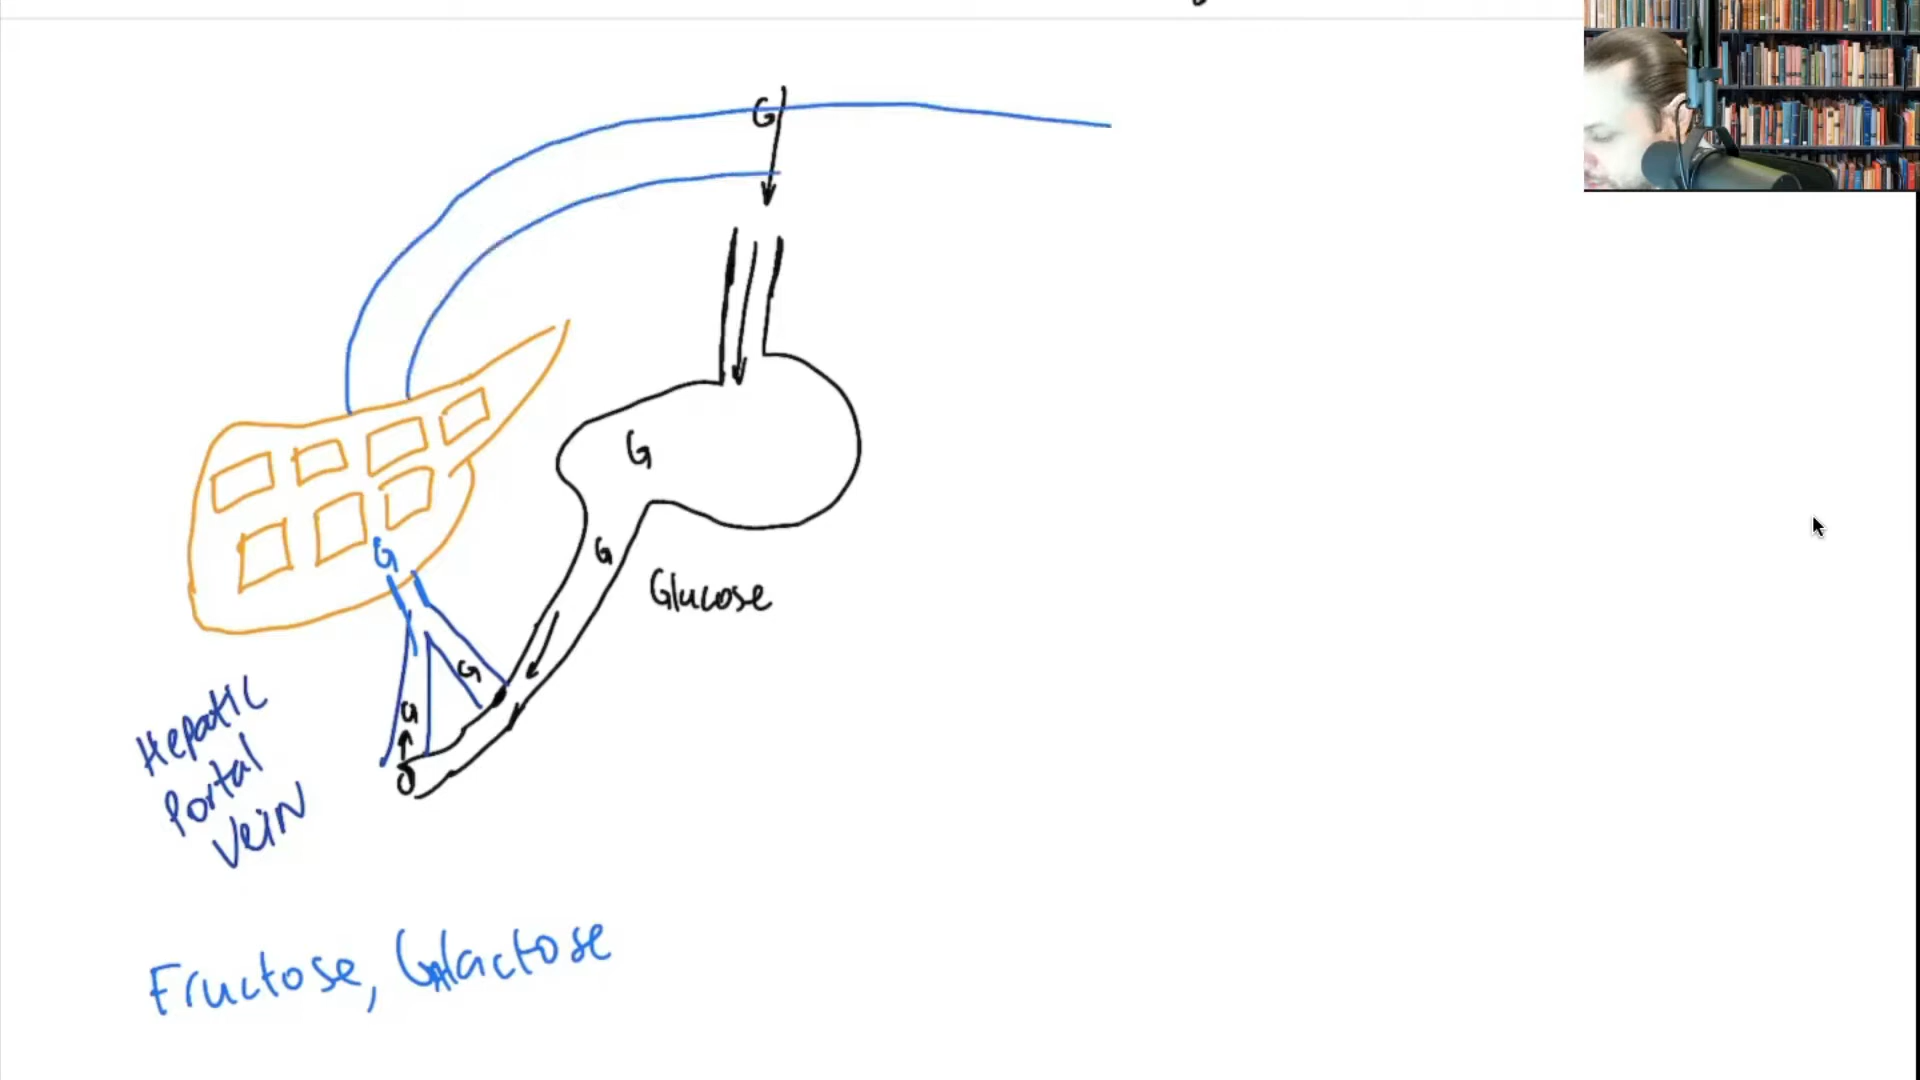 G
G
G
G
Glucose
G
G
Hepatic
Portal
Vein
Fructose, Galactose